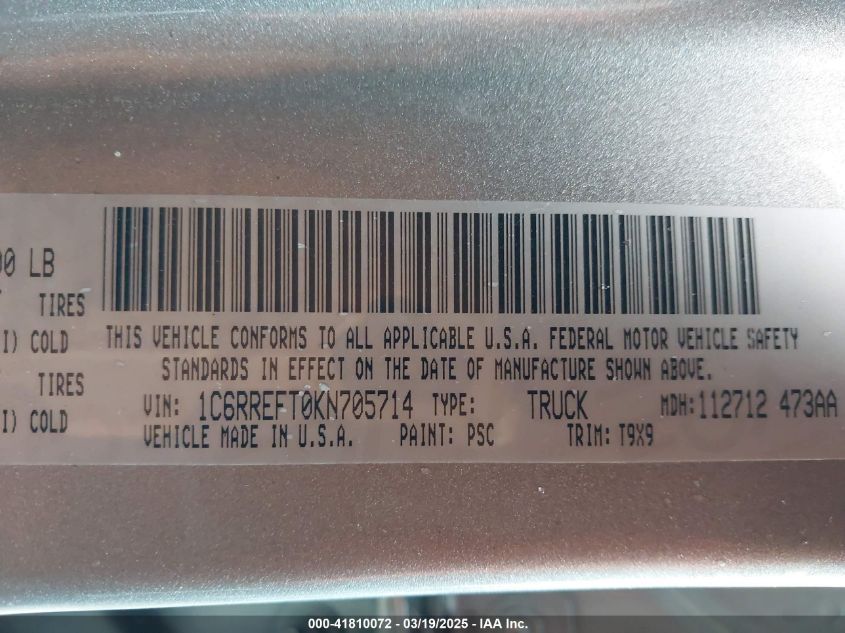 00 LB
TIRES
I) COLD
TIRES
I) COLD
THIS VEHICLE CONFORMS TO ALL APPLICABLE U.S.A. FEDERAL MOTOR VEHICLE SAFETY
STANDARDS IN EFFECT ON THE DATE OF MANUFACTURE SHOWN ABOVE.
VIN: 1C6RREFT0KN705714 TYPE: TRUCK MDH:112712 473AA
VEHICLE MADE IN U.S.A. PAINT: PSC TRIM: T9X9
000-41810072 - 03/19/2025 - IAA Inc.